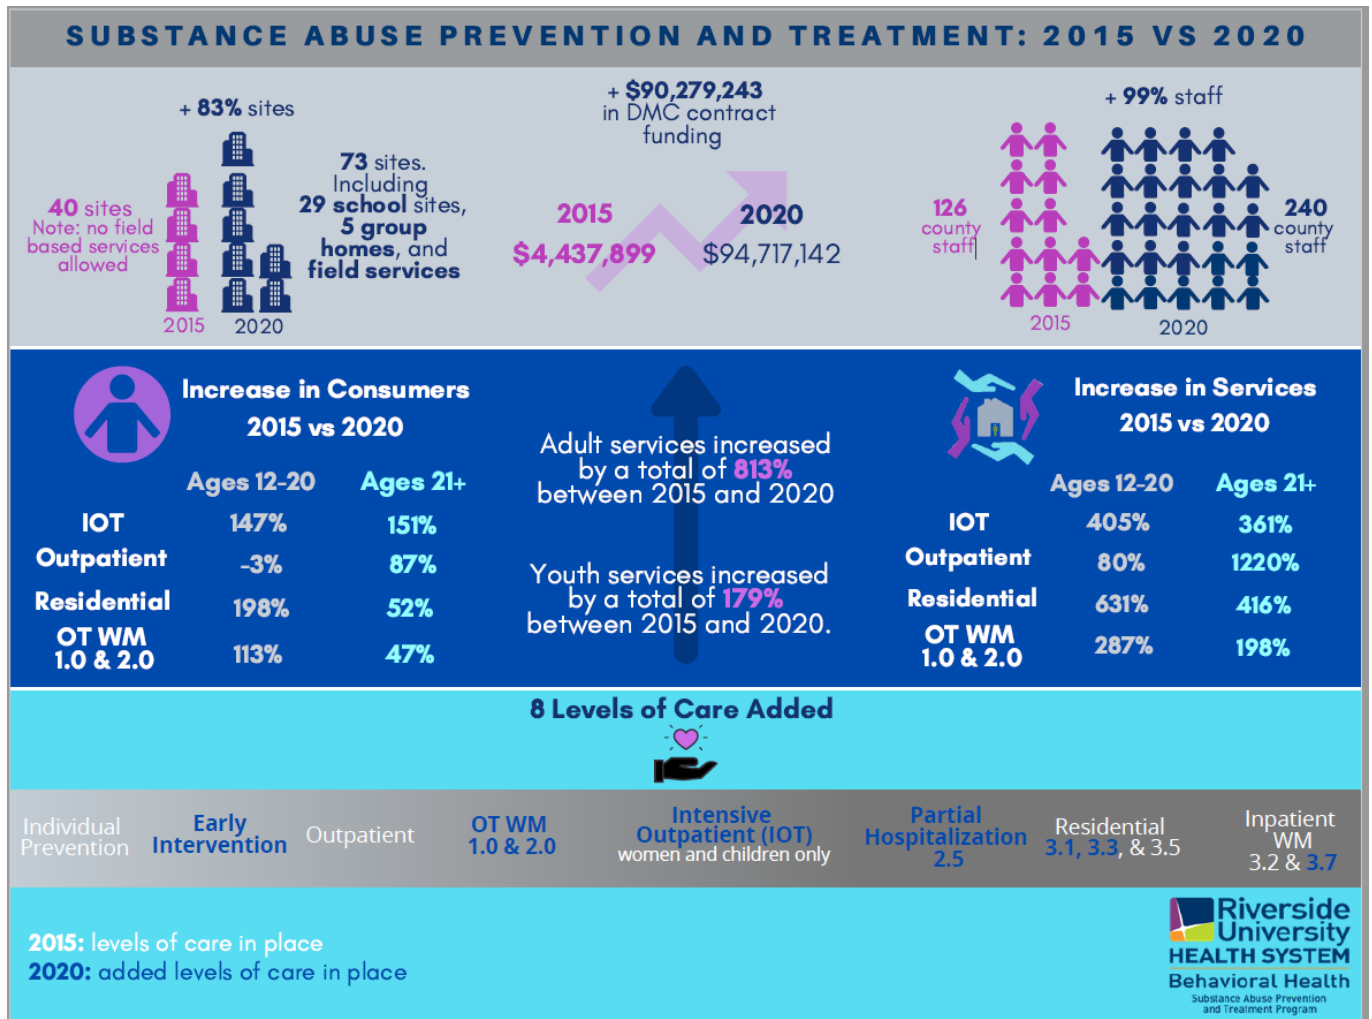 SUBSTANCE ABUSE PREVENTION AND TREATMENT: 2015 VS 2020
+ 83% sites
40 sites
Note: no field
based services
allowed
2015
2020
73 sites.
Including
29 school sites,
5 group
homes, and
field services
+ $90,279,243
in DMC contract
funding
2015
$4,437,899
2020
$94,717,142
+ 99% staff
126
county
staff
2015
2020
240
county
staff
Increase in Consumers
2015 vs 2020
Ages 12-20 Ages 21+
IOT 147% 151%
Outpatient -3% 87%
Residential 198% 52%
OT WM
1.0 & 2.0 113% 47%
Adult services increased
by a total of 813%
between 2015 and 2020
Youth services increased
by a total of 179%
between 2015 and 2020.
Increase in Services
2015 vs 2020
Ages 12-20 Ages 21+
IOT 405% 361%
Outpatient 80% 1220%
Residential 631% 416%
OT WM
1.0 & 2.0 287% 198%
8 Levels of Care Added
Individual
Prevention
Early
Intervention
Outpatient
OT WM
1.0 & 2.0
Intensive
Outpatient (IOT)
women and children only
Partial
Hospitalization
2.5
Residential
3.1, 3.3, & 3.5
Inpatient
WM
3.2 & 3.7
2015: levels of care in place
2020: added levels of care in place
Riverside
University
HEALTH SYSTEM
Behavioral Health
Substance Abuse Prevention
and Treatment Program